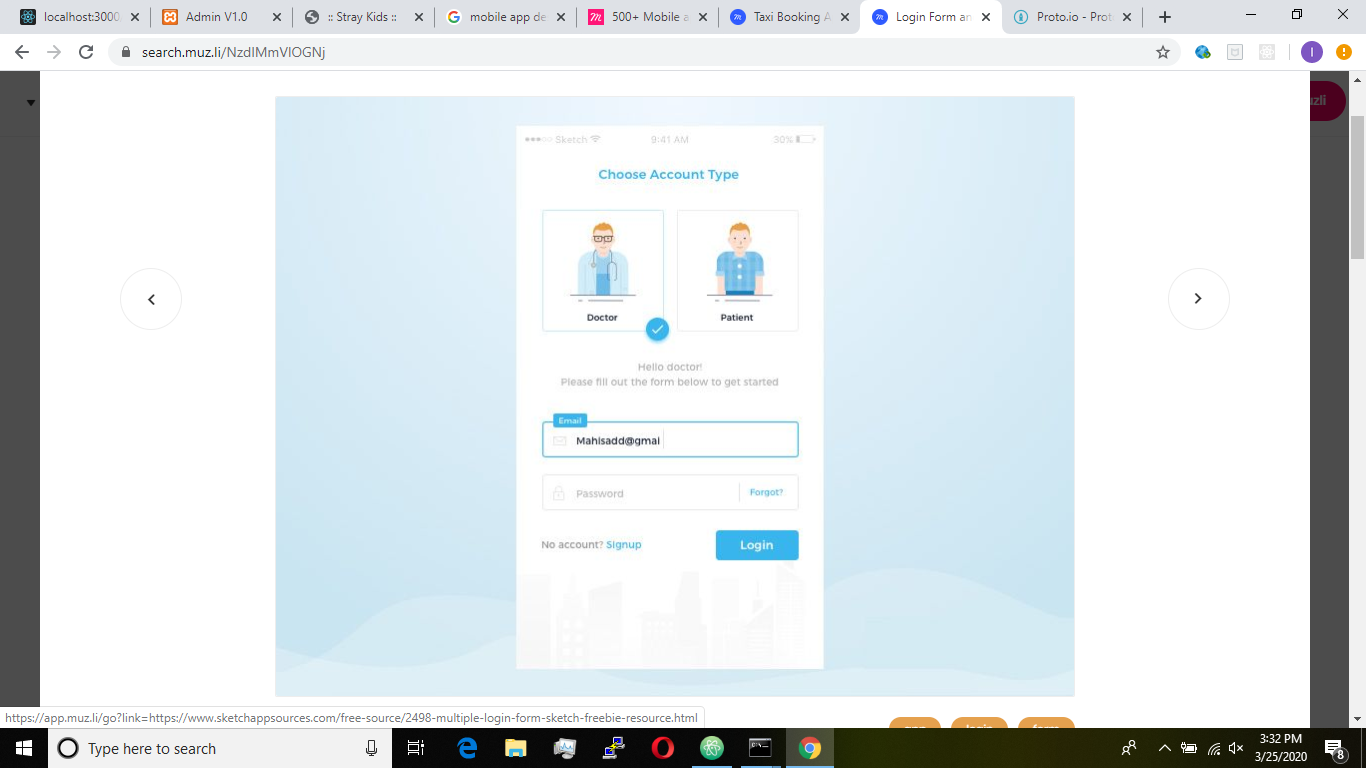 localhost:3000
Admin V1.0
:: Stray Kids ::
mobile app de
500+ Mobile a
Taxi Booking A
Login Form an
Proto.io - Prot
search.muz.li/NzdlMmVlOGNj
I
uzli
Sketch
9:41 AM
30%
Choose Account Type
Doctor
Patient
Hello doctor!
Please fill out the form below to get started
Email
Mahisadd@gmai
Password
Forgot?
No account? Signup
Login
https://app.muz.li/go?link=https://www.sketchappsources.com/free-source/2498-multiple-login-form-sketch-freebie-resource.html
app
login
form
Type here to search
3:32 PM
3/25/2020
8